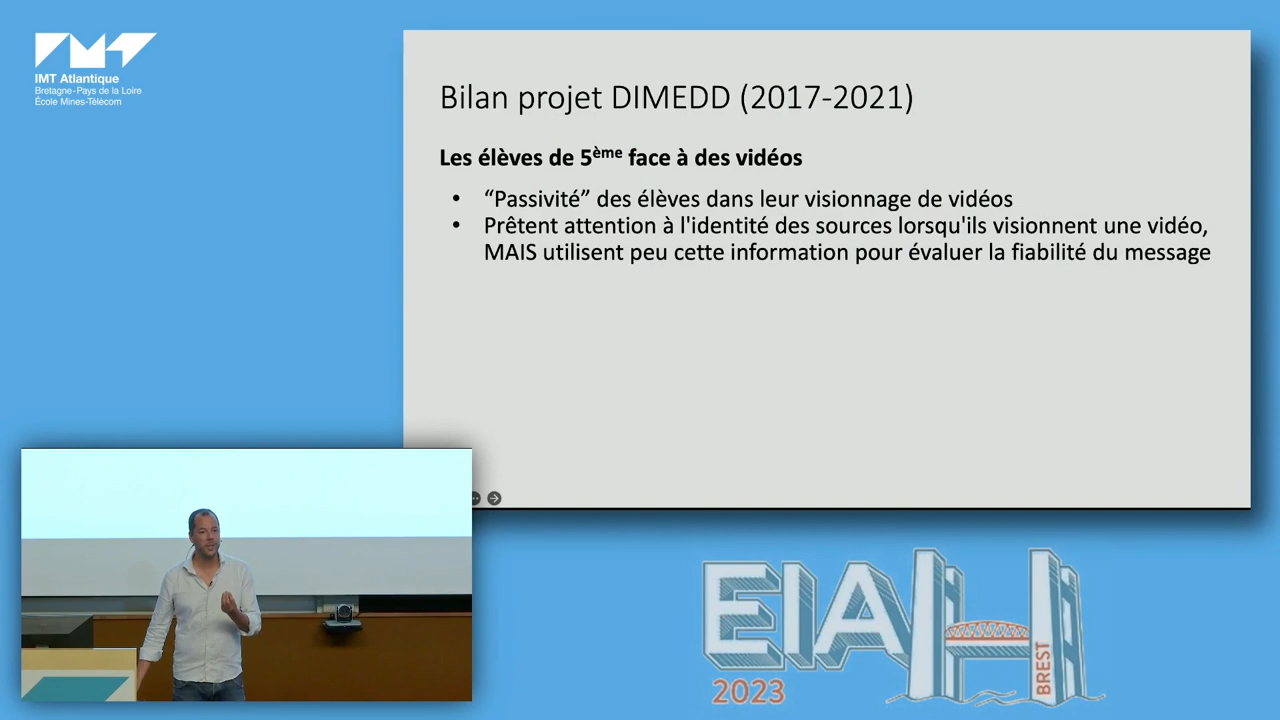 IMT Atlantique
Bretagne-Pays de la Loire
École Mines-Télécom
Bilan projet DIMEDD (2017-2021)
Les élèves de 5ème face à des vidéos
• “Passivité” des élèves dans leur visionnage de vidéos
• Prêtent attention à l'identité des sources lorsqu'ils visionnent une vidéo,
MAIS utilisent peu cette information pour évaluer la fiabilité du message
EIAH
2023
BREST